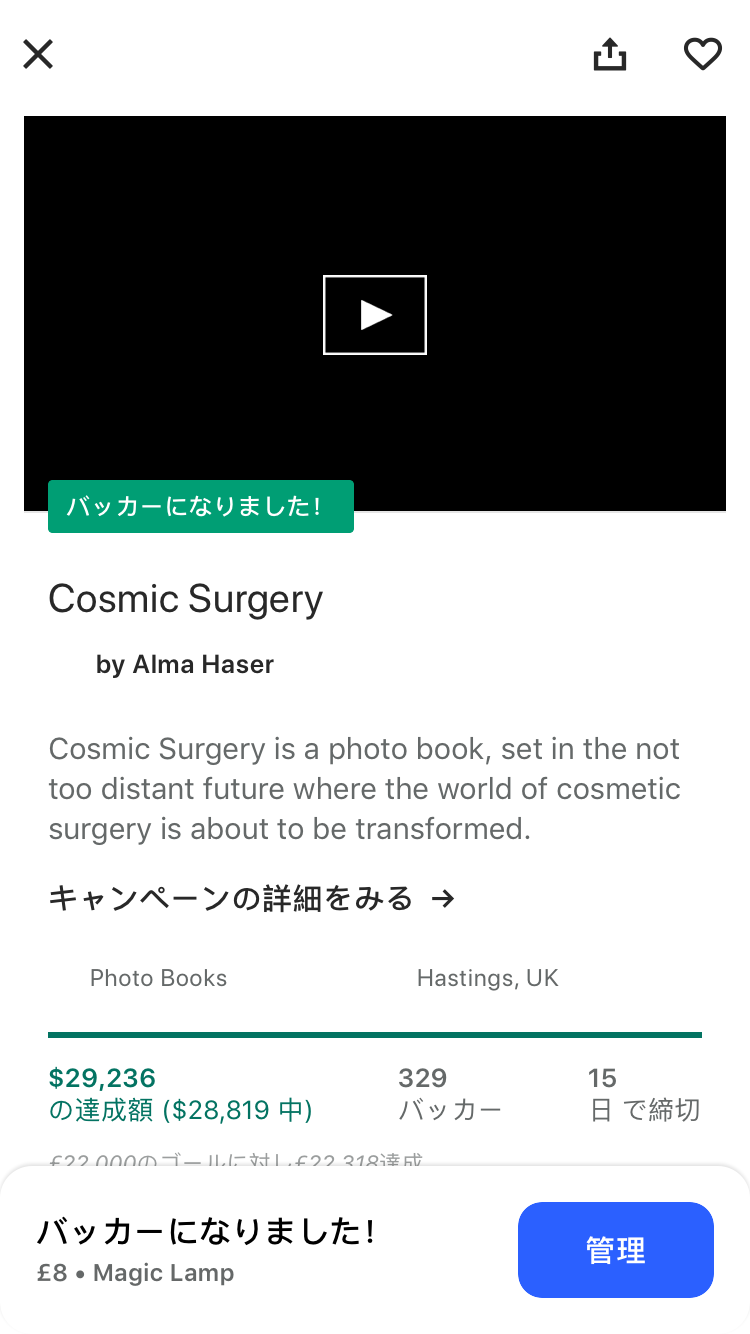 バッカーになりました！
Cosmic Surgery
by Alma Haser
Cosmic Surgery is a photo book, set in the not
too distant future where the world of cosmetic
surgery is about to be transformed.
キャンペーンの詳細をみる →
Photo Books
Hastings, UK
$29,236
の達成額 ($28,819 中)
329
バッカー
15
日 で締切
£22,000のゴールに対し£22,318達成
バッカーになりました！
£8 • Magic Lamp
管理